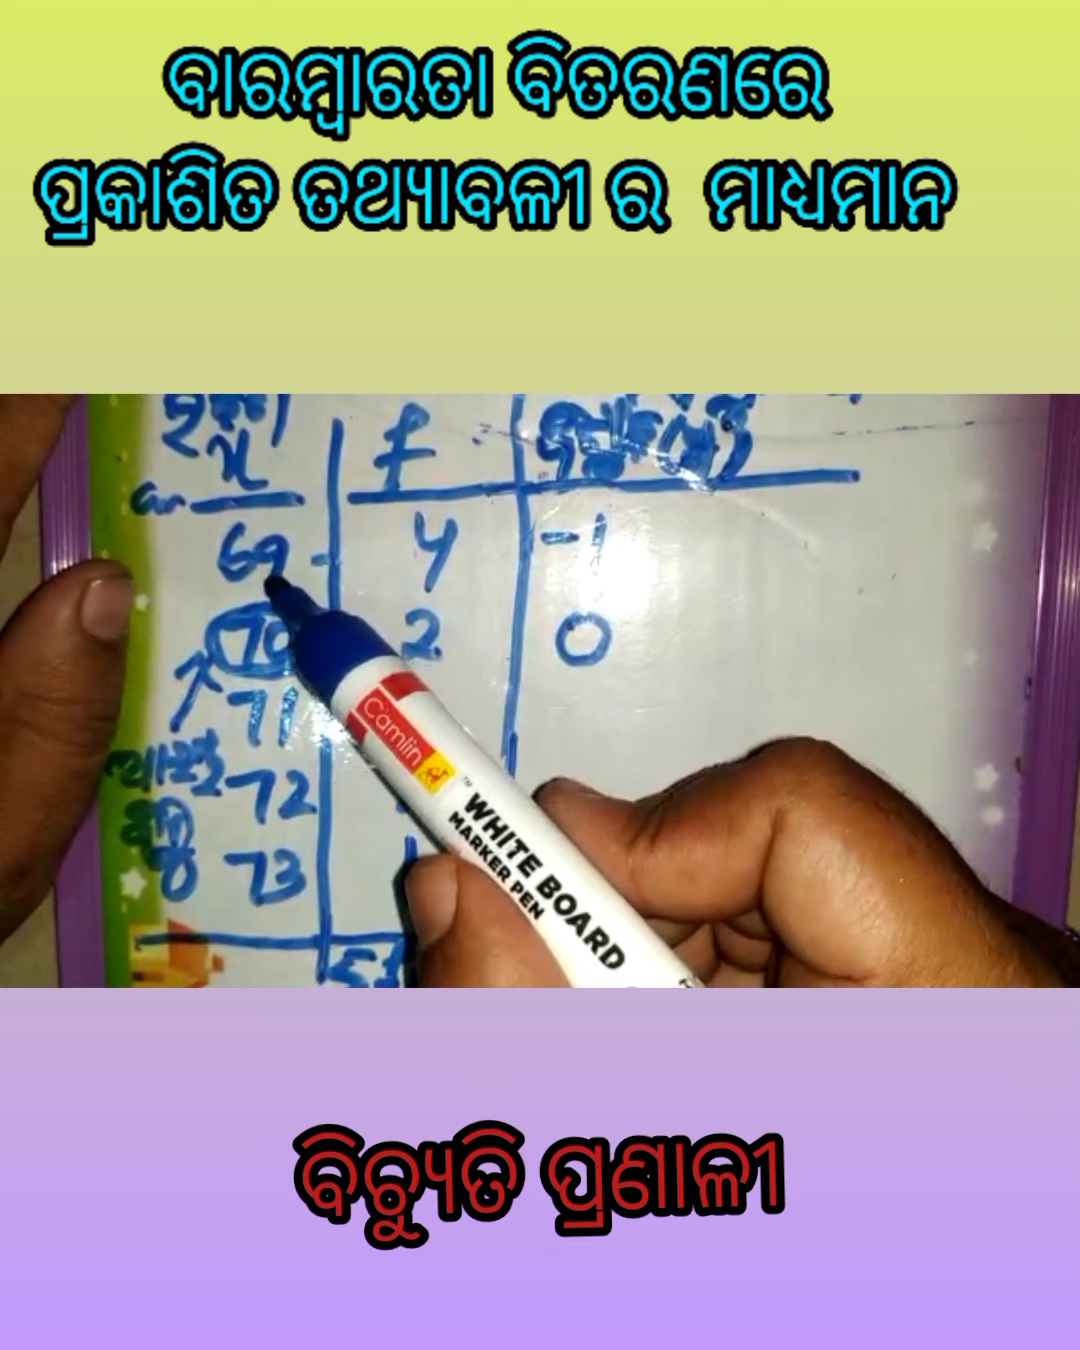 ବାରମ୍ବାରତା ବିତରଣରେ
ପ୍ରକାଶିତ ତଥ୍ୟାବଳୀ ର ମାଧ୍ୟମାନ
x f
69 4 -1
70 2 0
71
72
73
Camlin
WHITE BOARD
MARKER PEN
ବିଚ୍ୟୁତି ପ୍ରଣାଳୀ